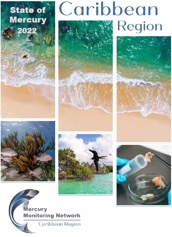 State of
Mercury
2022
Caribbean
Region
Mercury
Monitoring Network
Caribbean Region